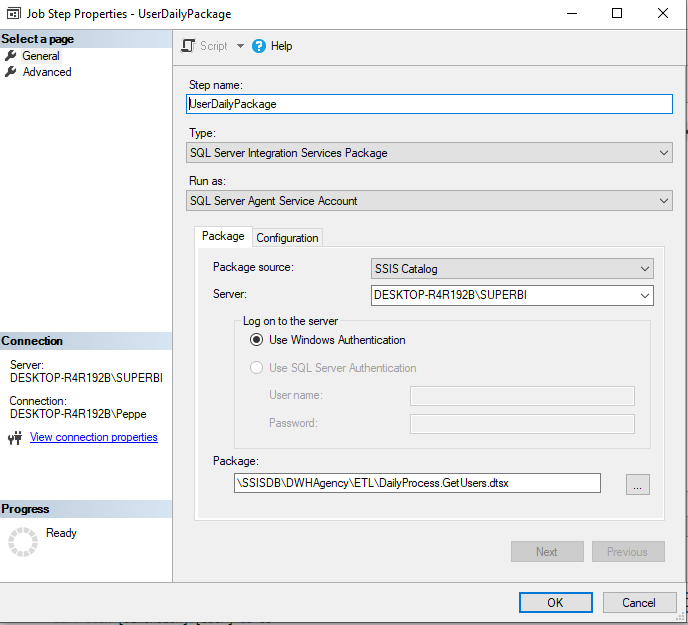 Job Step Properties - UserDailyPackage
Select a page
General
Advanced
Script
Help
Step name:
UserDailyPackage
Type:
SQL Server Integration Services Package
Run as:
SQL Server Agent Service Account
Package
Configuration
Package source:
SSIS Catalog
Server:
DESKTOP-R4R192B\SUPERBI
Log on to the server
Use Windows Authentication
Use SQL Server Authentication
User name:
Password:
Package:
\SSISDB\DWHAgency\ETL\DailyProcess.GetUsers.dtsx
...
Next
Previous
Connection
Server:
DESKTOP-R4R192B\SUPERBI
Connection:
DESKTOP-R4R192B\Peppe
View connection properties
Progress
Ready
OK
Cancel